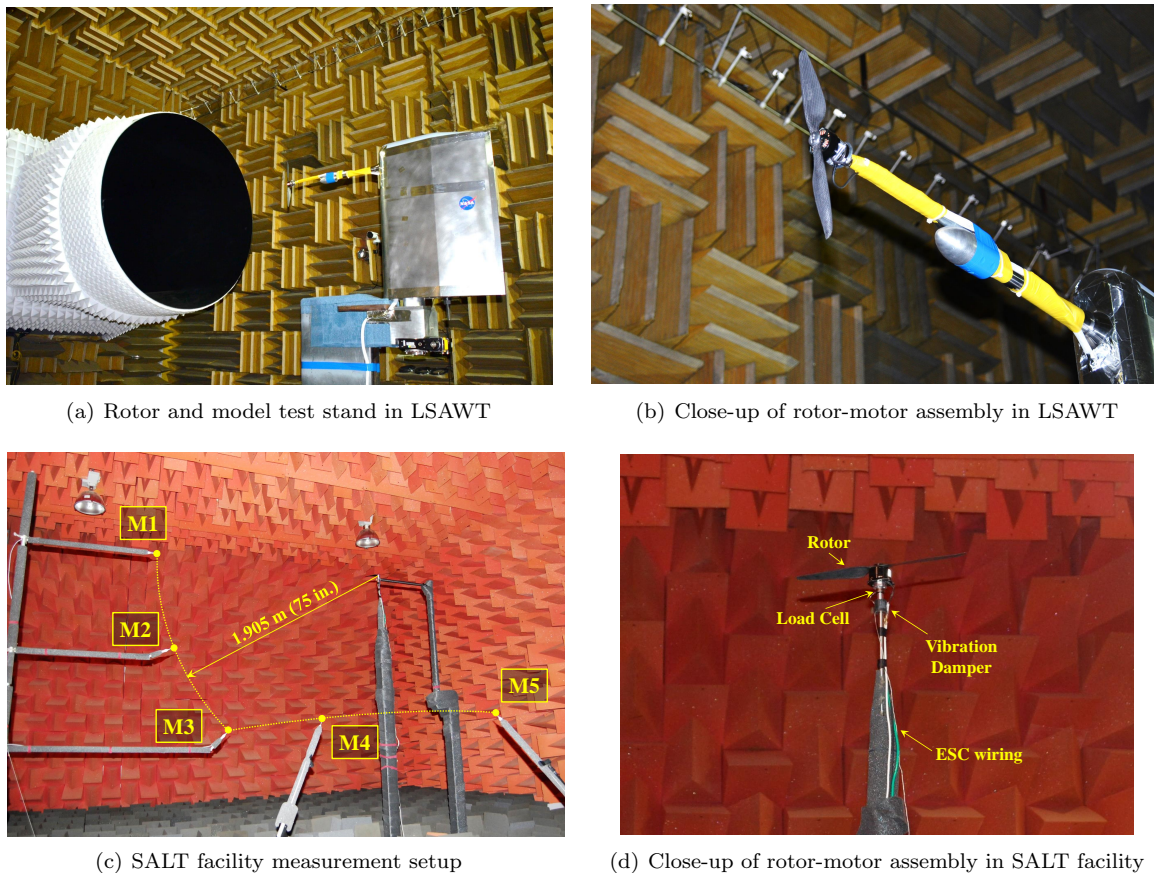 NASA
(a) Rotor and model test stand in LSAWT
(b) Close-up of rotor-motor assembly in LSAWT
M1
M2
1.905 m (75 in.)
M3
M4
M5
(c) SALT facility measurement setup
Rotor
Load Cell
Vibration
Damper
ESC wiring
(d) Close-up of rotor-motor assembly in SALT facility